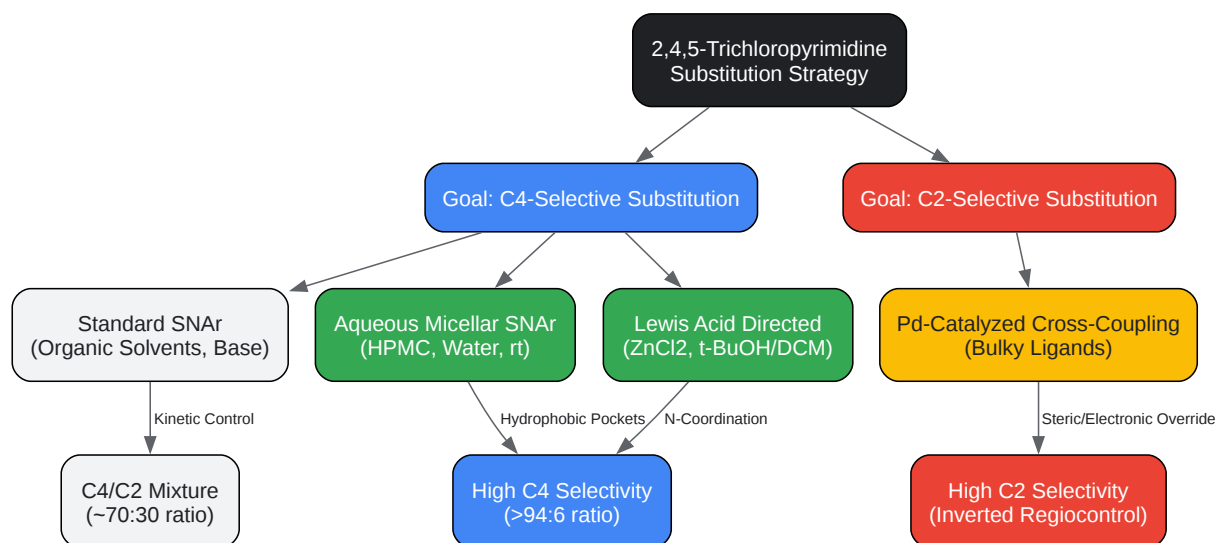 2,4,5-Trichloropyrimidine
Substitution Strategy
Goal: C4-Selective Substitution
Goal: C2-Selective Substitution
Standard SNAr
(Organic Solvents, Base)
Aqueous Micellar SNAr
(HPMC, Water, rt)
Lewis Acid Directed
(ZnCl2, t-BuOH/DCM)
Pd-Catalyzed Cross-Coupling
(Bulky Ligands)
Kinetic Control
Hydrophobic Pockets
N-Coordination
Steric/Electronic Override
C4/C2 Mixture
(~70:30 ratio)
High C4 Selectivity
(>94:6 ratio)
High C2 Selectivity
(Inverted Regiocontrol)